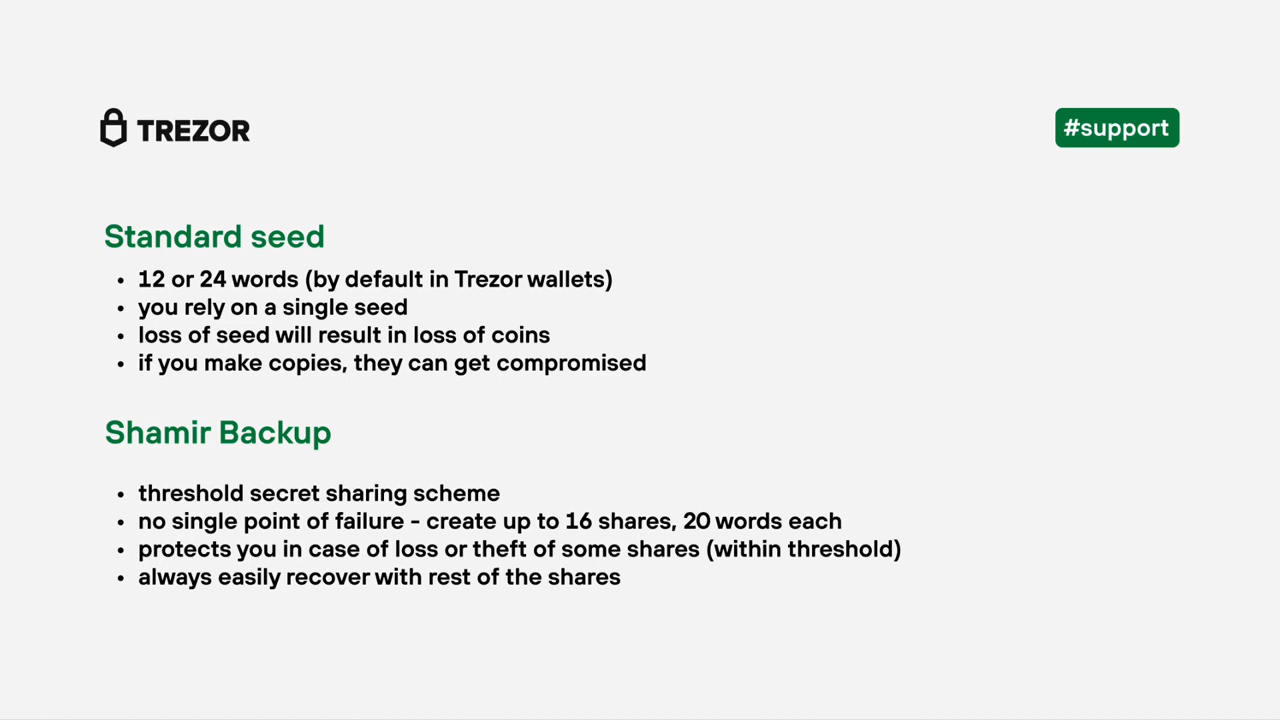 TREZOR
#support
Standard seed
• 12 or 24 words (by default in Trezor wallets)
• you rely on a single seed
• loss of seed will result in loss of coins
• if you make copies, they can get compromised
Shamir Backup
• threshold secret sharing scheme
• no single point of failure - create up to 16 shares, 20 words each
• protects you in case of loss or theft of some shares (within threshold)
• always easily recover with rest of the shares